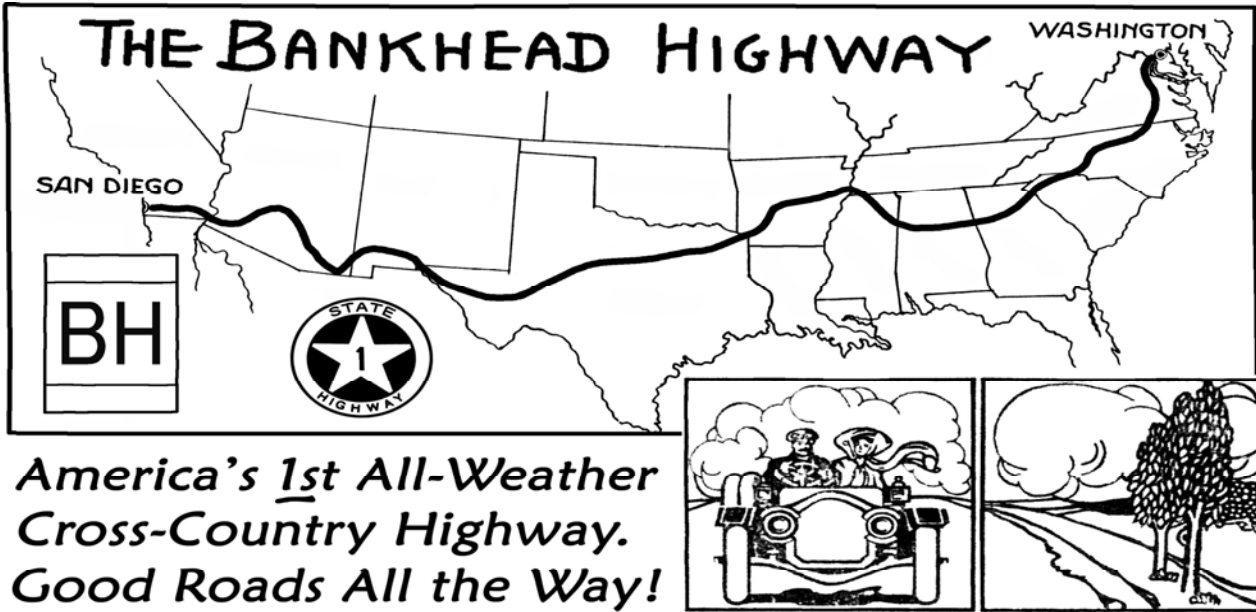 THE BANKHEAD HIGHWAY
WASHINGTON
SAN DIEGO
BH
STATE
1
HIGHWAY
America's 1st All-Weather
Cross-Country Highway.
Good Roads All the Way!